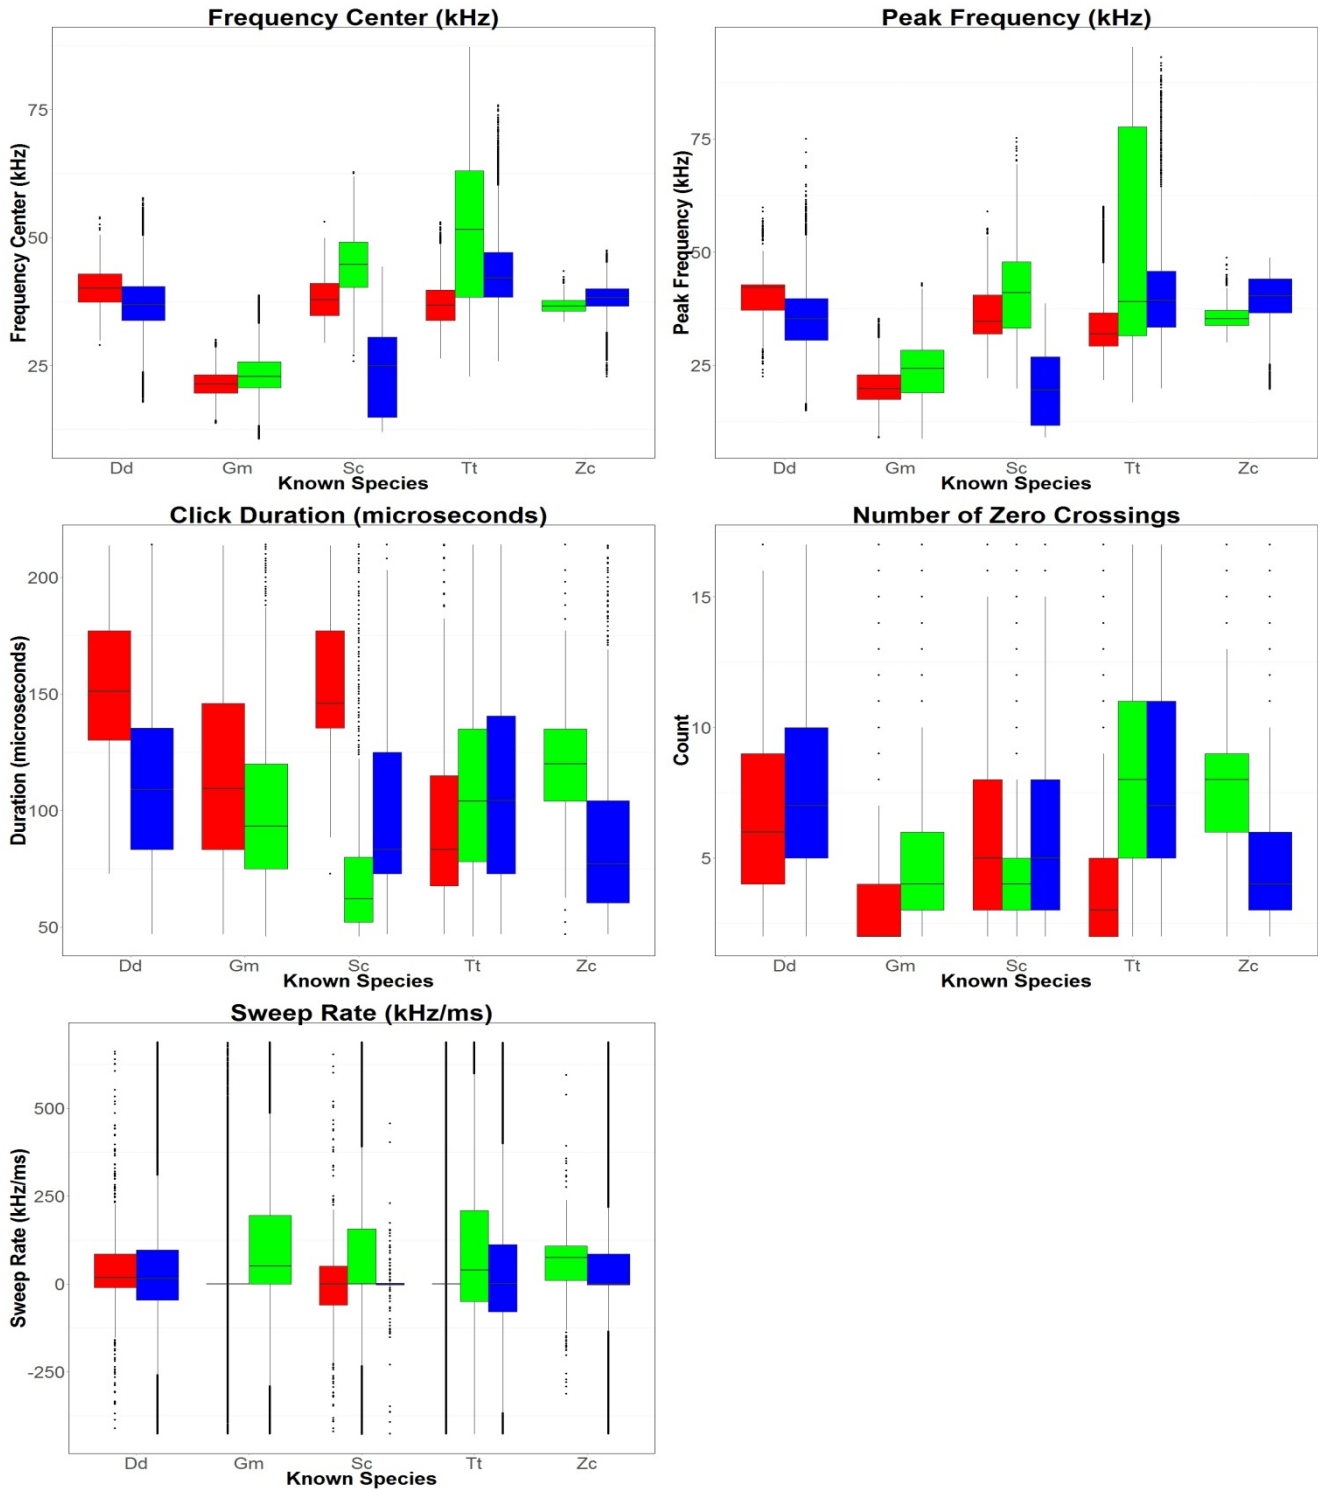 Frequency Center (kHz)
Frequency Center (kHz)
75
50
25
Dd Gm Sc Tt Zc
Known Species
Peak Frequency (kHz)
Peak Frequency (kHz)
75
50
25
Dd Gm Sc Tt Zc
Known Species
Click Duration (microseconds)
Duration (microseconds)
200
150
100
50
Dd Gm Sc Tt Zc
Known Species
Number of Zero Crossings
Count
15
10
5
Dd Gm Sc Tt Zc
Known Species
Sweep Rate (kHz/ms)
Sweep Rate (kHz/ms)
500
250
0
-250
Dd Gm Sc Tt Zc
Known Species